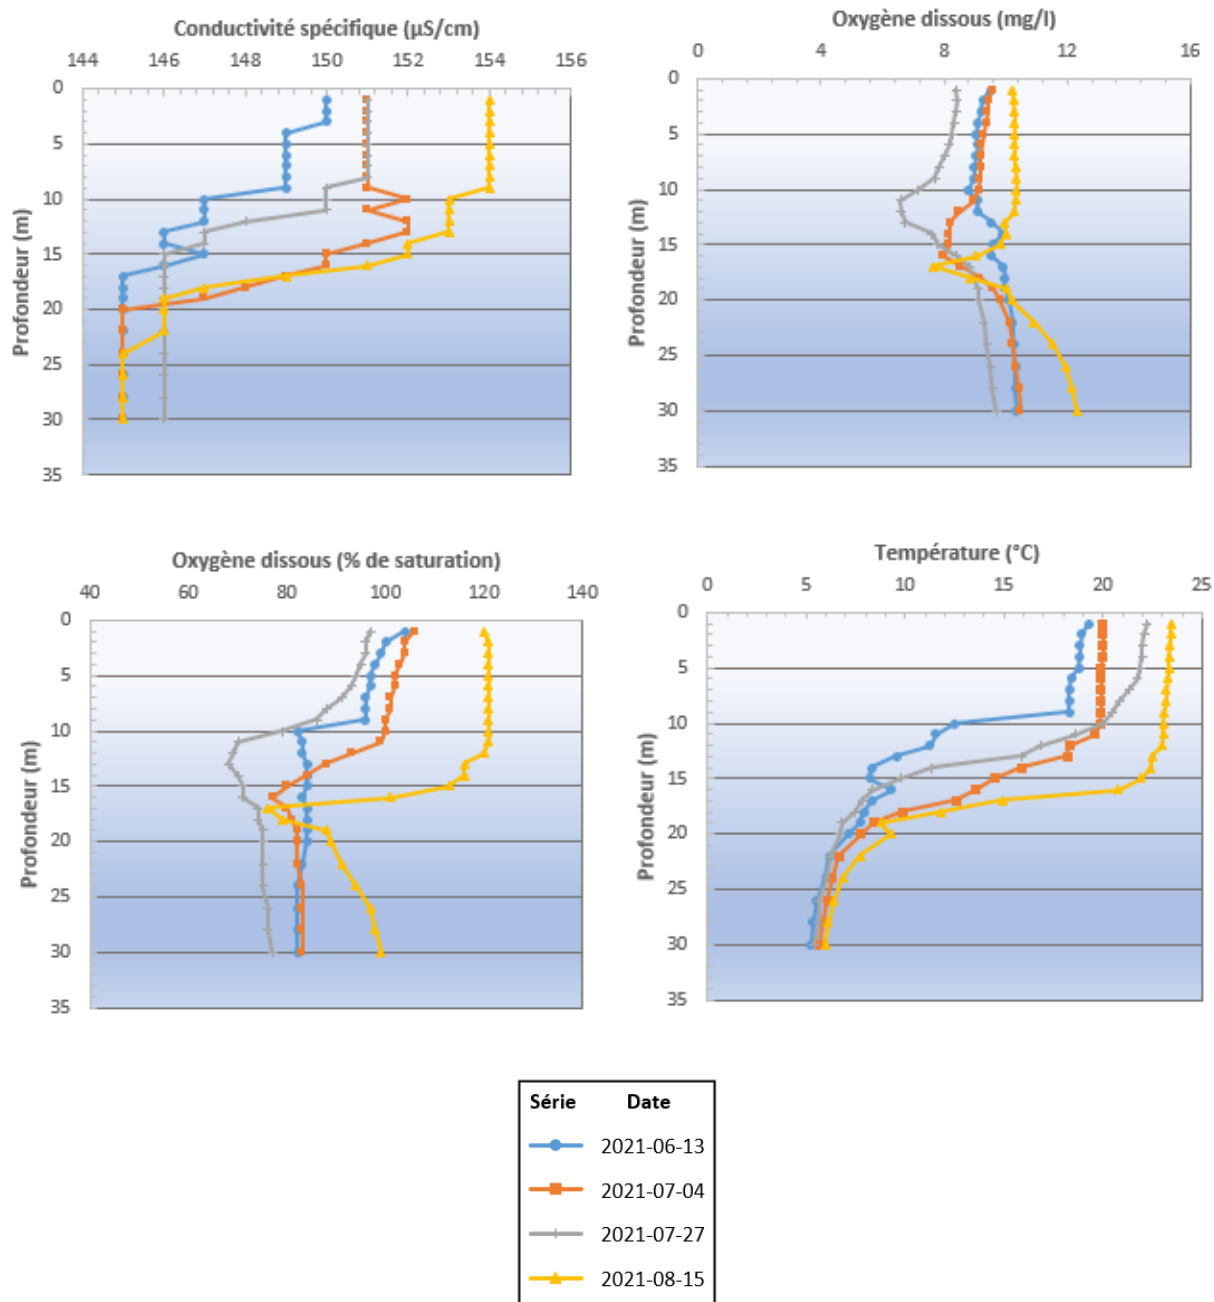 Conductivité spécifique (µS/cm)
144 146 148 150 152 154 156
0
5
10
15
20
25
30
35
Profondeur (m)
Oxygène dissous (mg/l)
0 4 8 12 16
0
5
10
15
20
25
30
35
Profondeur (m)
Oxygène dissous (% de saturation)
40 60 80 100 120 140
0
5
10
15
20
25
30
35
Profondeur (m)
Température (°C)
0 5 10 15 20 25
0
5
10
15
20
25
30
35
Profondeur (m)
Série Date
2021-06-13
2021-07-04
2021-07-27
2021-08-15